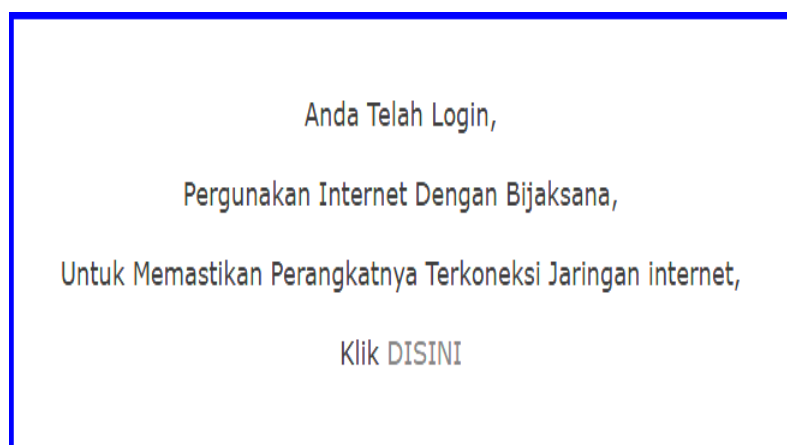 Anda Telah Login,
Pergunakan Internet Dengan Bijaksana,
Untuk Memastikan Perangkatnya Terkoneksi Jaringan internet,
Klik DISINI